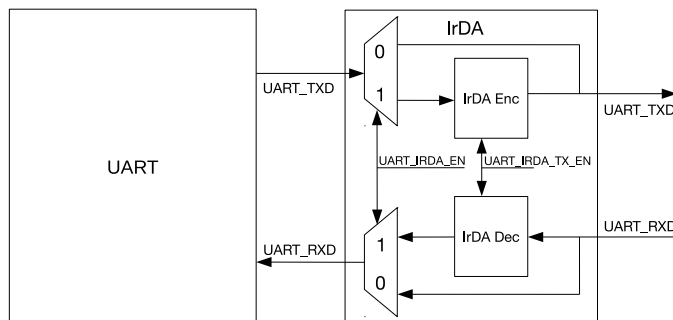 IrDA
0
UART_TXD
1
IrDA Enc
UART_TXD
UART_IRDA_EN
UART_IRDA_TX_EN
UART
UART_RXD
1
IrDA Dec
UART_RXD
0